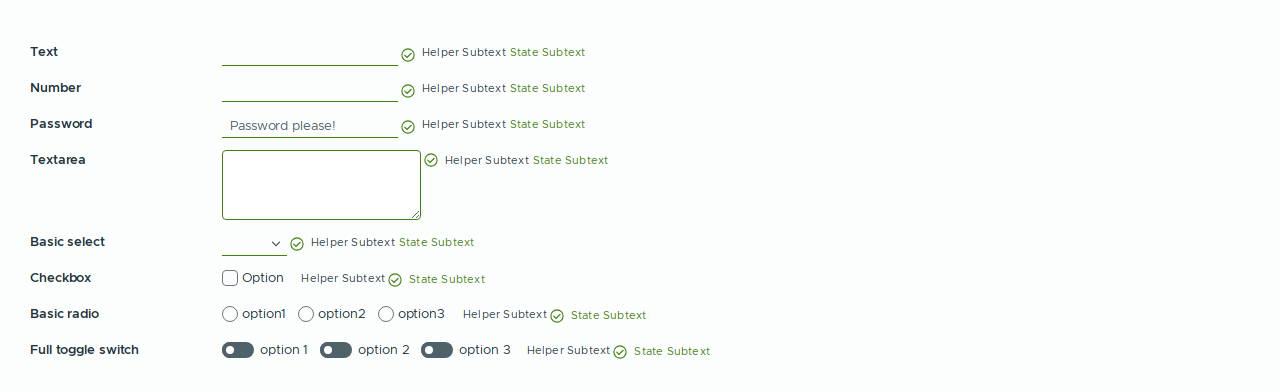 Text Helper Subtext State Subtext
Number Helper Subtext State Subtext
Password Password please! Helper Subtext State Subtext
Textarea Helper Subtext State Subtext
Basic select Helper Subtext State Subtext
Checkbox Option Helper Subtext State Subtext
Basic radio option1 option2 option3 Helper Subtext State Subtext
Full toggle switch option 1 option 2 option 3 Helper Subtext State Subtext